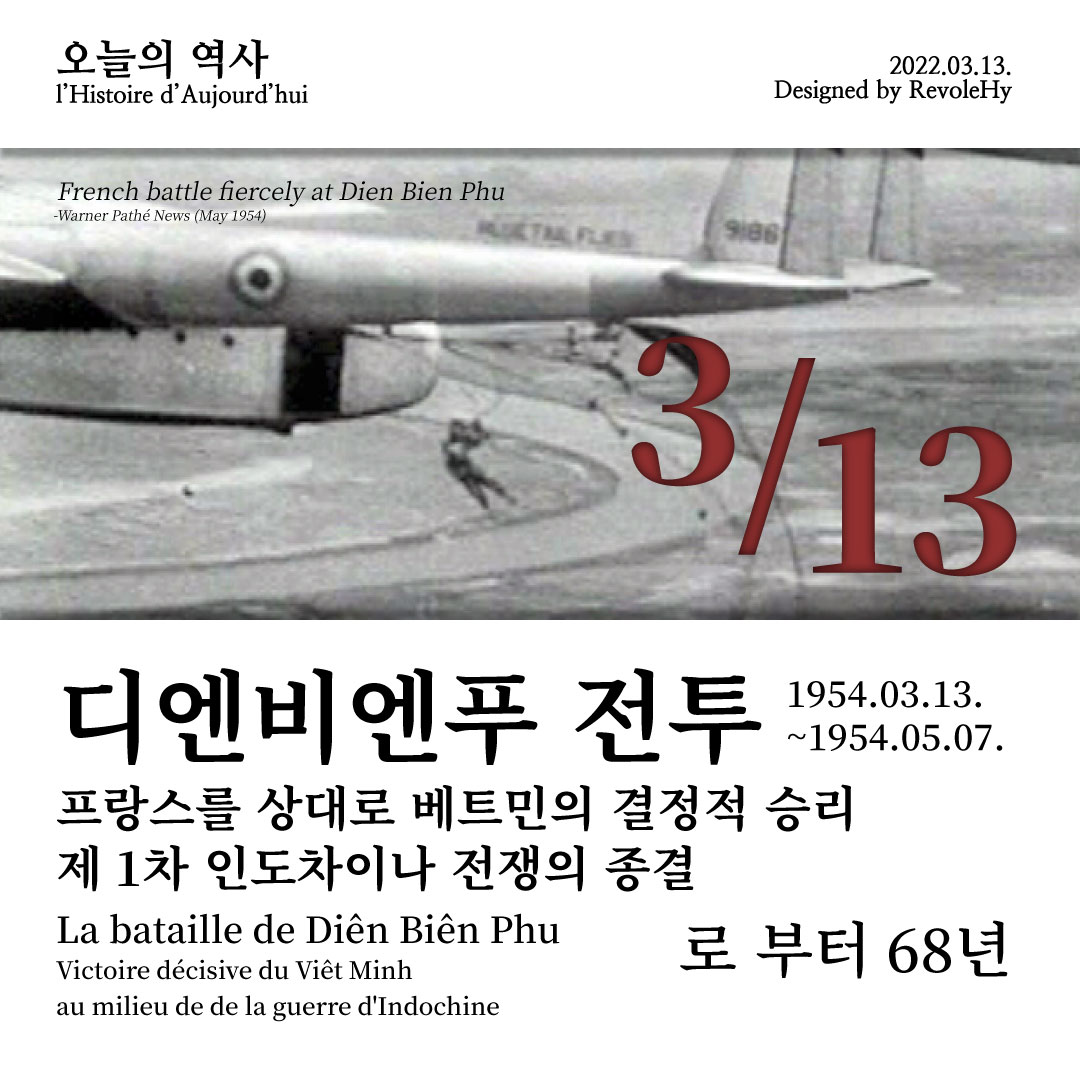 오늘의 역사
l’Histoire d’Aujourd’hui
2022.03.13.
Designed by RevoleHy
French battle fiercely at Dien Bien Phu
-Warner Pathé News (May 1954)
BLUETAIL FLIES
9186
3/13
디엔비엔푸 전투
1954.03.13.
~1954.05.07.
프랑스를 상대로 베트민의 결정적 승리
제 1차 인도차이나 전쟁의 종결
La bataille de Diên Biên Phu
Victoire décisive du Viêt Minh
au milieu de de la guerre d'Indochine
로 부터 68년